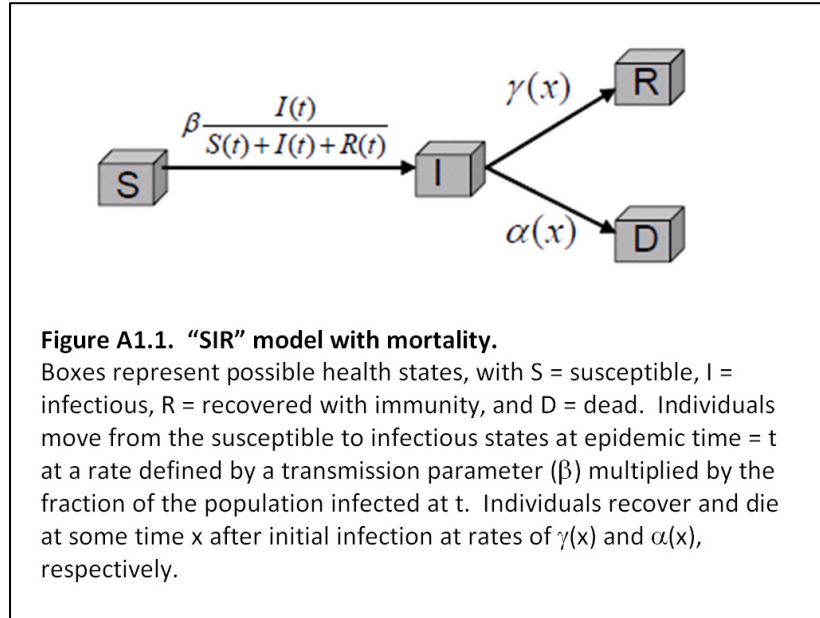 γ(x)
R
β I(t) / S(t)+I(t)+R(t)
S
I
α(x)
D
Figure A1.1. “SIR” model with mortality.
Boxes represent possible health states, with S = susceptible, I =
infectious, R = recovered with immunity, and D = dead. Individuals
move from the susceptible to infectious states at epidemic time = t
at a rate defined by a transmission parameter (β) multiplied by the
fraction of the population infected at t. Individuals recover and die
at some time x after initial infection at rates of γ(x) and α(x),
respectively.